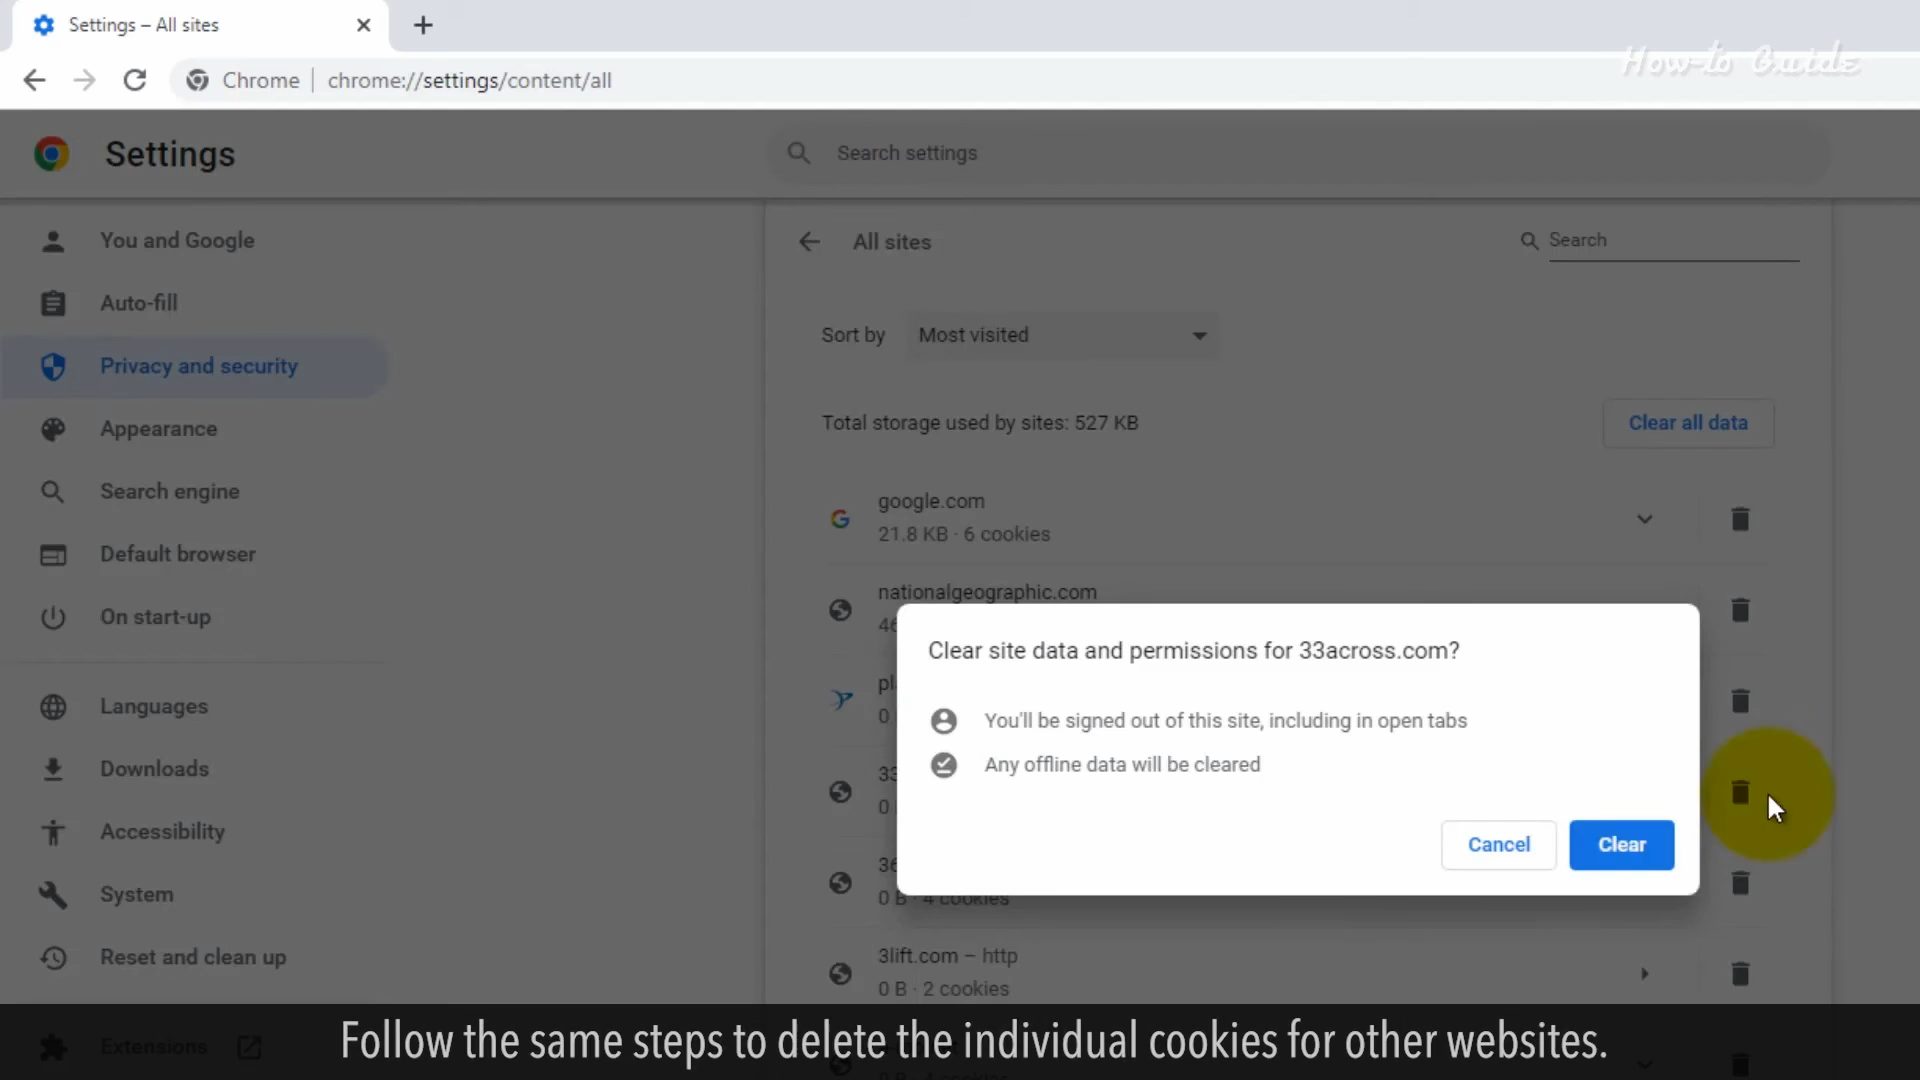 Settings – All sites
How-to Guide
Chrome
chrome://settings/content/all
Settings
Search settings
You and Google
Auto-fill
Privacy and security
Appearance
Search engine
Default browser
On start-up
Languages
Downloads
Accessibility
System
Reset and clean up
Extensions
All sites
Search
Sort by
Most visited
Total storage used by sites: 527 KB
Clear all data
google.com
21.8 KB · 6 cookies
nationalgeographic.com
Clear site data and permissions for 33across.com?
You'll be signed out of this site, including in open tabs
Any offline data will be cleared
Cancel
Clear
0 B · 4 cookies
3lift.com – http
0 B · 2 cookies
Follow the same steps to delete the individual cookies for other websites.